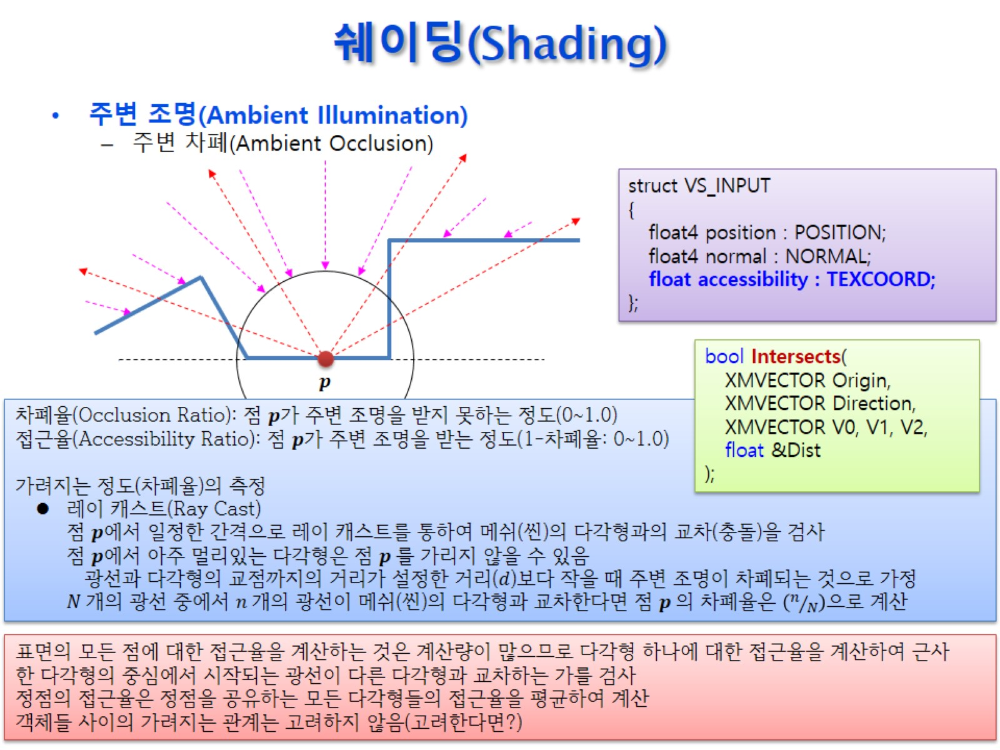 쉐이딩(Shading)
• 주변 조명(Ambient Illumination)
– 주변 차폐(Ambient Occlusion)
struct VS_INPUT
{
float4 position : POSITION;
float4 normal : NORMAL;
float accessibility : TEXCOORD;
};
p
bool Intersects(
XMVECTOR Origin,
XMVECTOR Direction,
XMVECTOR V0, V1, V2,
float &Dist
);
차폐율(Occlusion Ratio): 점 p가 주변 조명을 받지 못하는 정도(0~1.0)
접근율(Accessibility Ratio): 점 p가 주변 조명을 받는 정도(1-차폐율: 0~1.0)
가려지는 정도(차폐율)의 측정
● 레이 캐스트(Ray Cast)
점 p에서 일정한 간격으로 레이 캐스트를 통하여 메쉬(씬)의 다각형과의 교차(충돌)을 검사
점 p에서 아주 멀리있는 다각형은 점 p 를 가리지 않을 수 있음
광선과 다각형의 교점까지의 거리가 설정한 거리(d)보다 작을 때 주변 조명이 차폐되는 것으로 가정
N 개의 광선 중에서 n 개의 광선이 메쉬(씬)의 다각형과 교차한다면 점 p 의 차폐율은 (n/N)으로 계산
표면의 모든 점에 대한 접근율을 계산하는 것은 계산량이 많으므로 다각형 하나에 대한 접근율을 계산하여 근사
한 다각형의 중심에서 시작되는 광선이 다른 다각형과 교차하는 가를 검사
정점의 접근율은 정점을 공유하는 모든 다각형들의 접근율을 평균하여 계산
객체들 사이의 가려지는 관계는 고려하지 않음(고려한다면?)